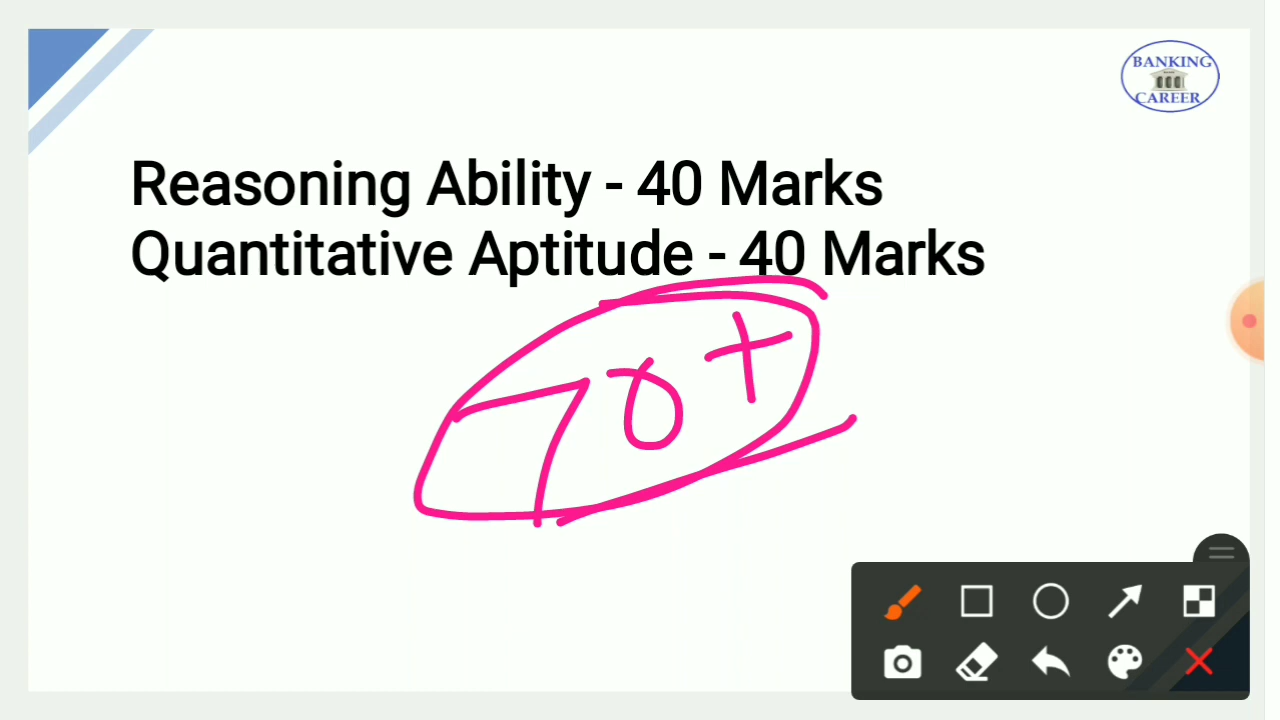 BANKING
CAREER
Reasoning Ability - 40 Marks
Quantitative Aptitude - 40 Marks
70+